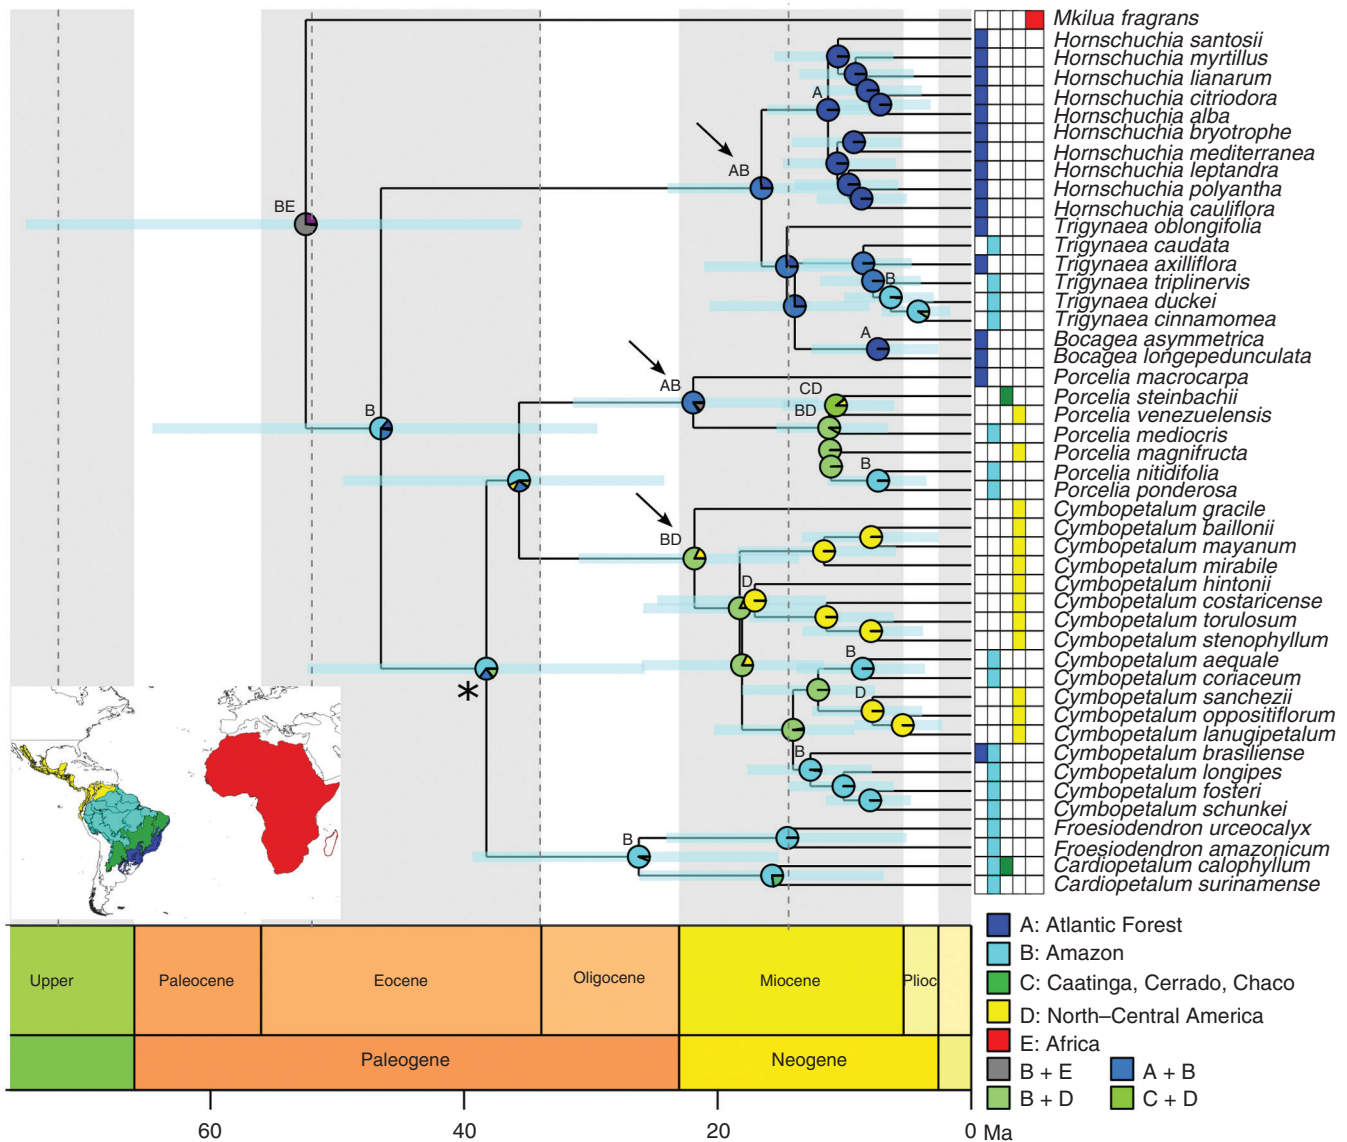 Mkilua fragrans
Hornschuchia santosii
Hornschuchia myrtillus
Hornschuchia lianarum
Hornschuchia citriodora
A
Hornschuchia alba
Hornschuchia bryotrophe
Hornschuchia mediterranea
AB
Hornschuchia leptandra
Hornschuchia polyantha
BE
Hornschuchia cauliflora
Trigynaea oblongifolia
Trigynaea caudata
Trigynaea axilliflora
B
Trigynaea triplinervis
Trigynaea duckei
Trigynaea cinnamomea
A
Bocagea asymmetrica
Bocagea longepedunculata
Porcelia macrocarpa
AB
CD
Porcelia steinbachii
B
BD
Porcelia venezuelensis
Porcelia mediocris
Porcelia magnifructa
B
Porcelia nitidifolia
Porcelia ponderosa
Cymbopetalum gracile
Cymbopetalum baillonii
BD
Cymbopetalum mayanum
Cymbopetalum mirabile
D
Cymbopetalum hintonii
Cymbopetalum costaricense
Cymbopetalum torulosum
Cymbopetalum stenophyllum
B
Cymbopetalum aequale
Cymbopetalum coriaceum
*
D
Cymbopetalum sanchezii
Cymbopetalum oppositiflorum
Cymbopetalum lanugipetalum
B
Cymbopetalum brasiliense
Cymbopetalum longipes
Cymbopetalum fosteri
Cymbopetalum schunkei
B
Froesiodendron urceocalyx
Froesiodendron amazonicum
Cardiopetalum calophyllum
Cardiopetalum surinamense
Upper
Paleocene
Eocene
Oligocene
Miocene
Plioc
Paleogene
Neogene
60
40
20
0 Ma
A: Atlantic Forest
B: Amazon
C: Caatinga, Cerrado, Chaco
D: North–Central America
E: Africa
B + E
A + B
B + D
C + D